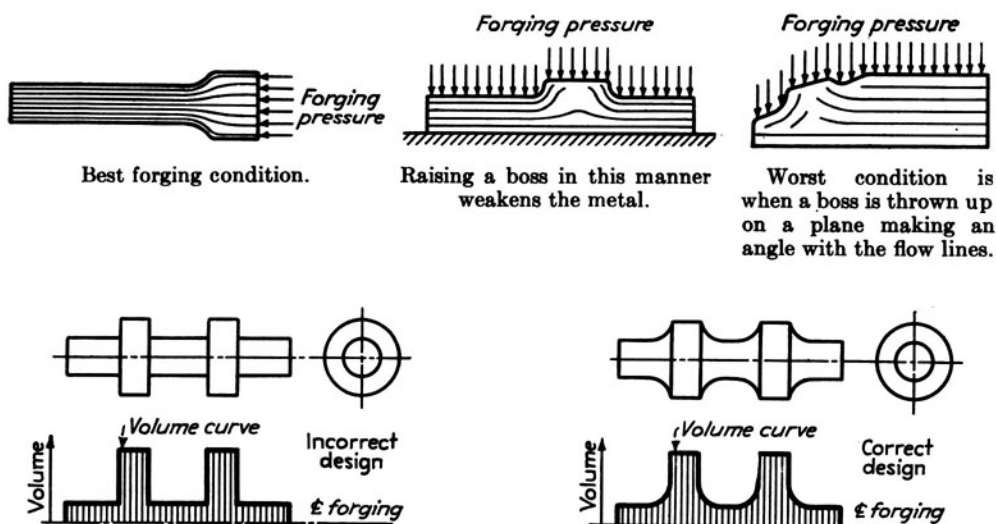 Forging pressure
Forging pressure
Forging
pressure
Best forging condition.
Raising a boss in this manner
weakens the metal.
Worst condition is
when a boss is thrown up
on a plane making an
angle with the flow lines.
Volume curve
Incorrect
design
Volume
℄ forging
Volume curve
Correct
design
Volume
℄ forging